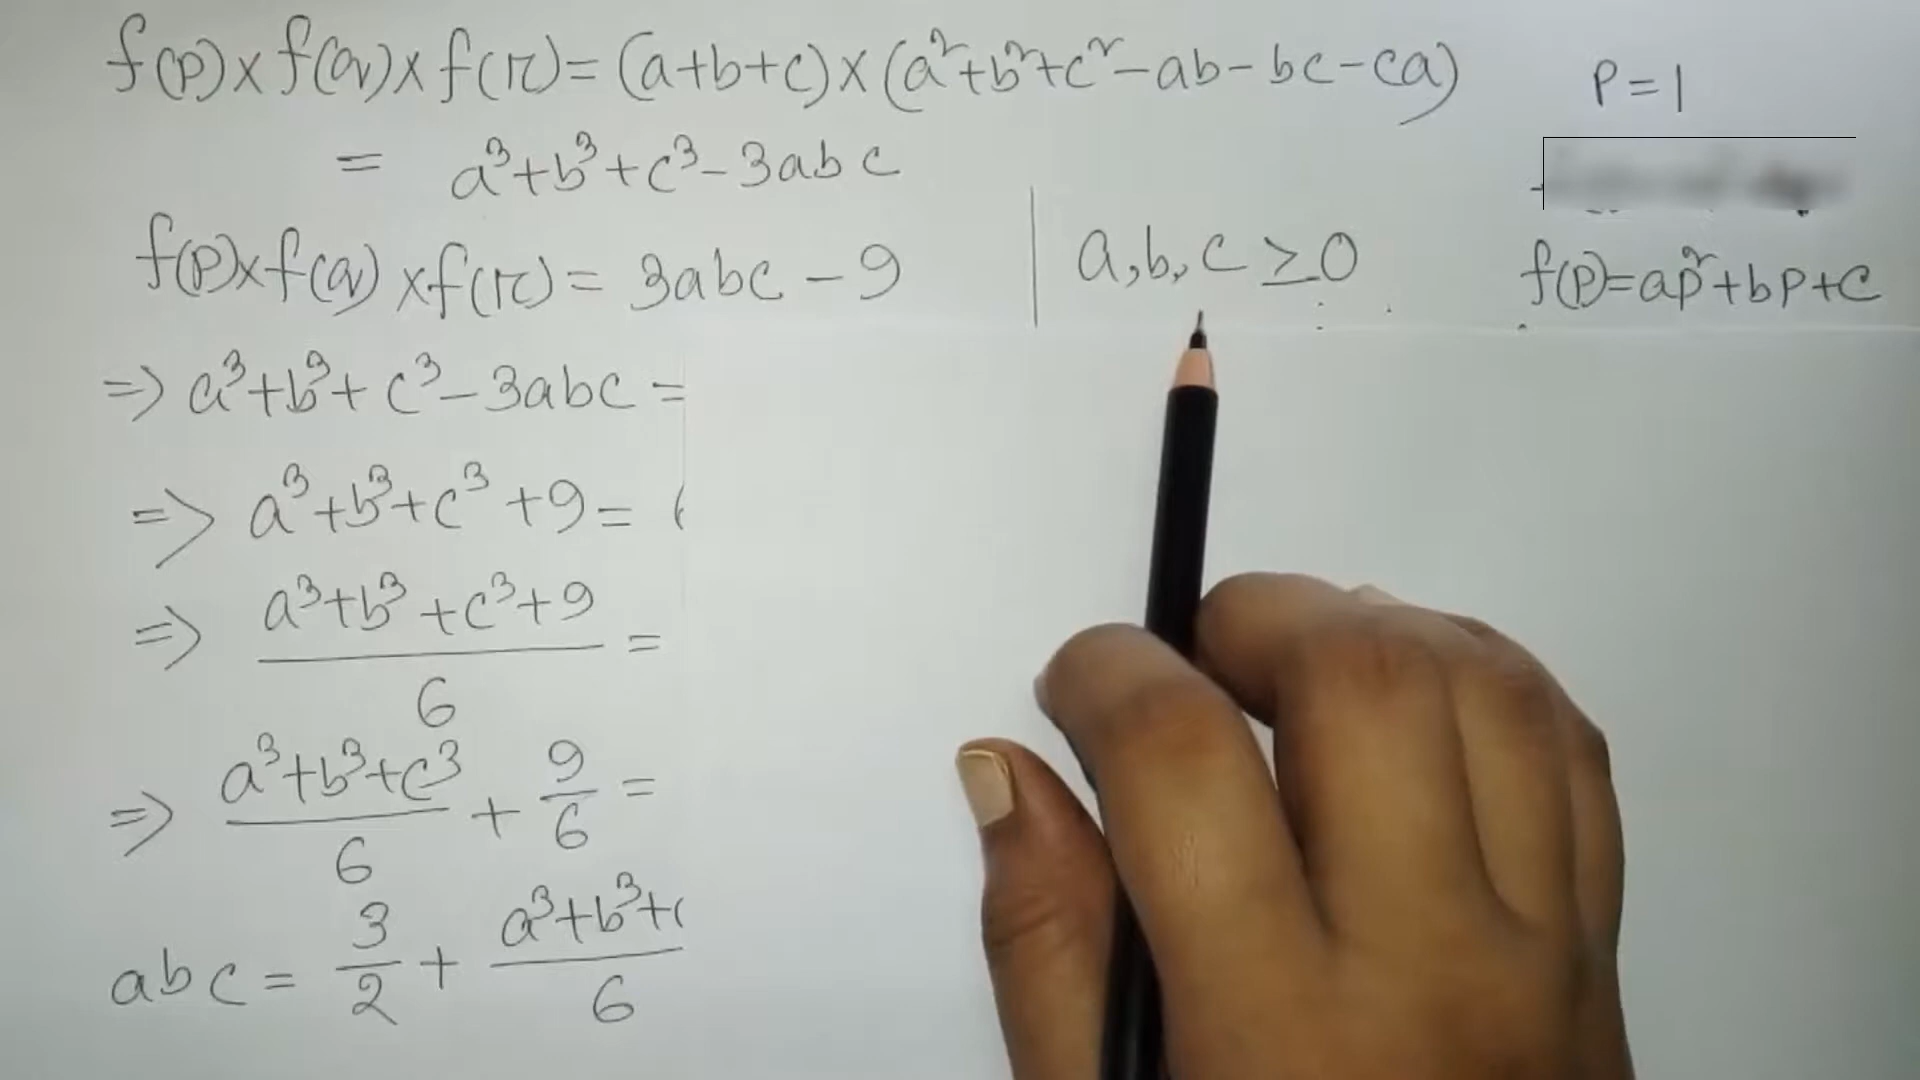 f(p)×f(q)×f(r)=(a+b+c)×(a²+b²+c²-ab-bc-ca)
P=1
= a³+b³+c³-3abc
f(p)×f(q)×f(r)=3abc-9
a,b,c≥0
f(p)=ap²+bp+c
=> a³+b³+c³-3abc=
=> a³+b³+c³+9=
=> a³+b³+c³+9/6 =
=> a³+b³+c³/6 + 9/6 =
abc = 3/2 + a³+b³+/6